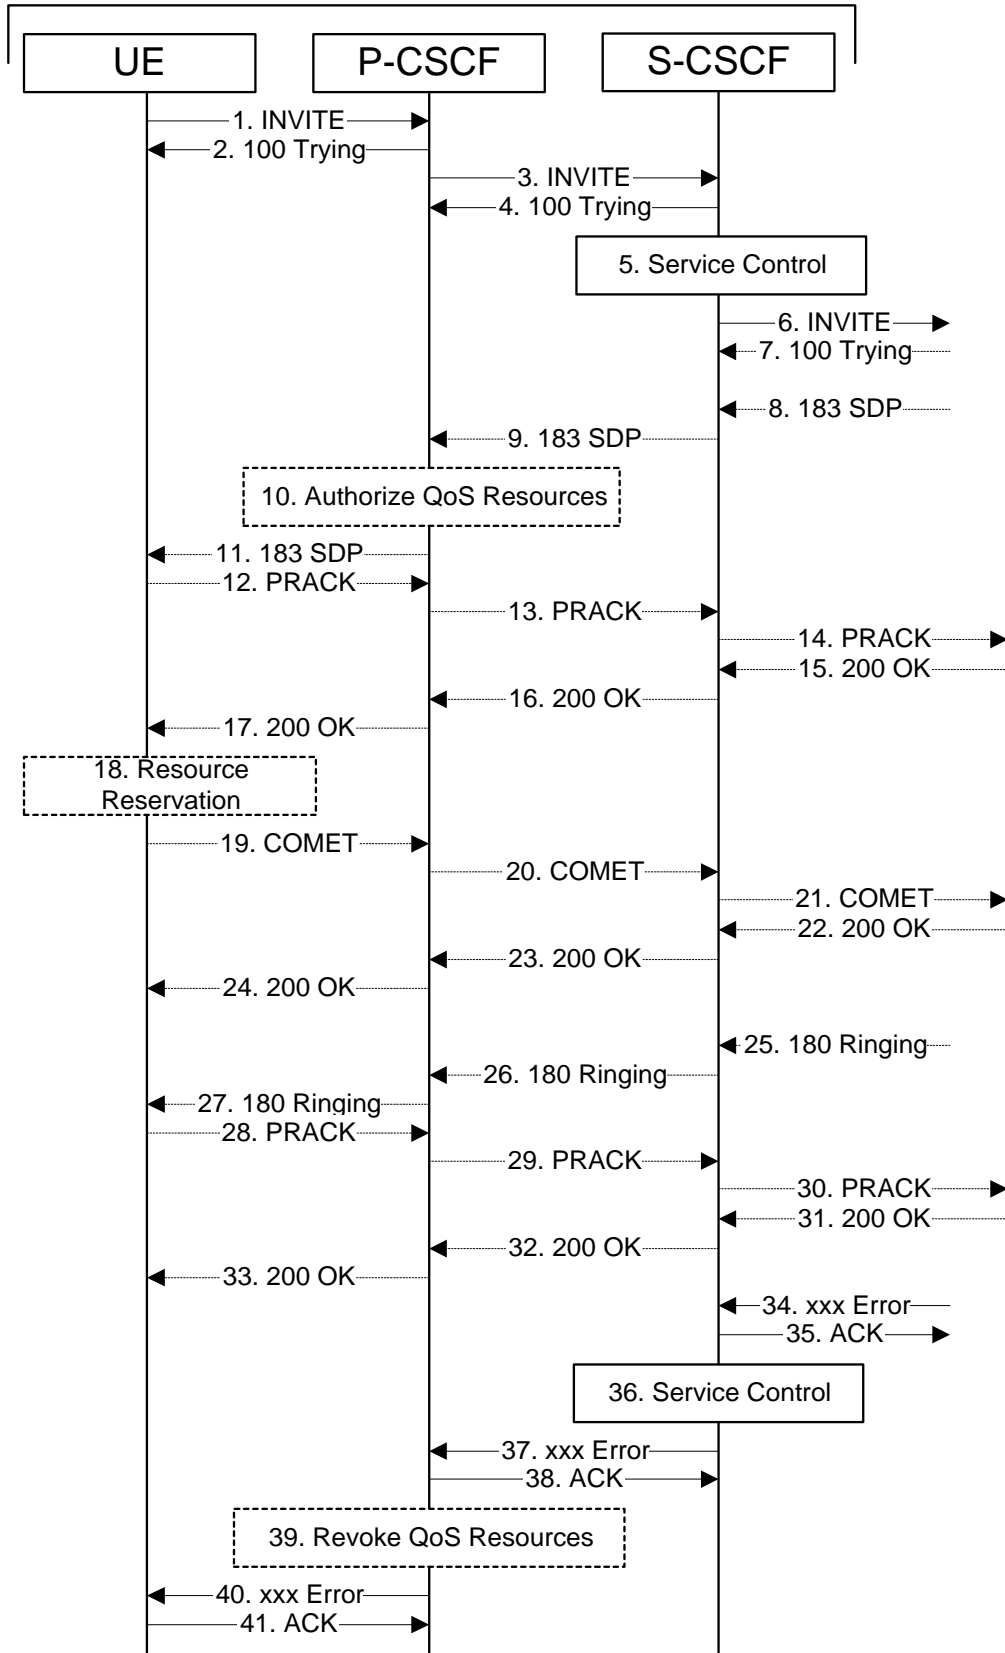 UE
P-CSCF
S-CSCF
1. INVITE
2. 100 Trying
3. INVITE
4. 100 Trying
5. Service Control
6. INVITE
7. 100 Trying
8. 183 SDP
9. 183 SDP
10. Authorize QoS Resources
11. 183 SDP
12. PRACK
13. PRACK
14. PRACK
15. 200 OK
16. 200 OK
17. 200 OK
18. Resource
Reservation
19. COMET
20. COMET
21. COMET
22. 200 OK
23. 200 OK
24. 200 OK
25. 180 Ringing
26. 180 Ringing
27. 180 Ringing
28. PRACK
29. PRACK
30. PRACK
31. 200 OK
32. 200 OK
33. 200 OK
34. xxx Error
35. ACK
36. Service Control
37. xxx Error
38. ACK
39. Revoke QoS Resources
40. xxx Error
41. ACK